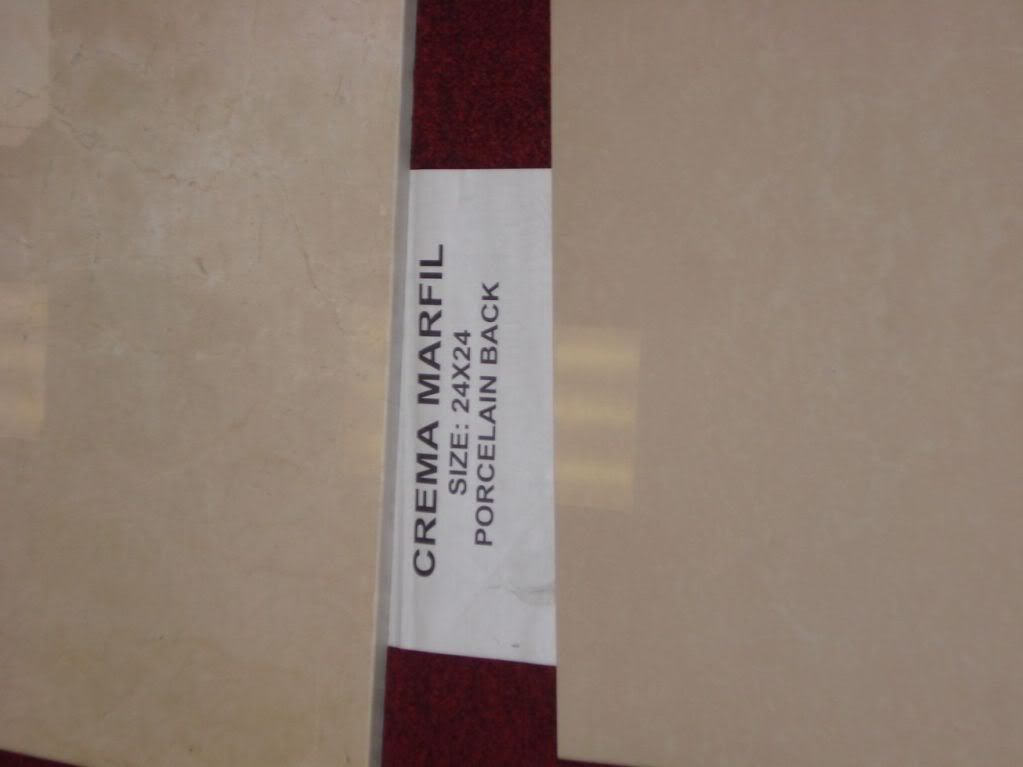 CREMA MARFIL
SIZE: 24X24
PORCELAIN BACK